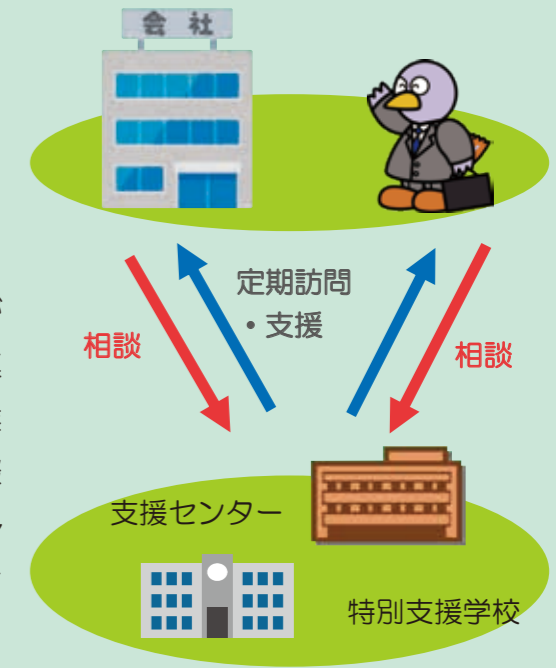 会社
定期訪問
・支援
相談
相談
支援センター
特別支援学校